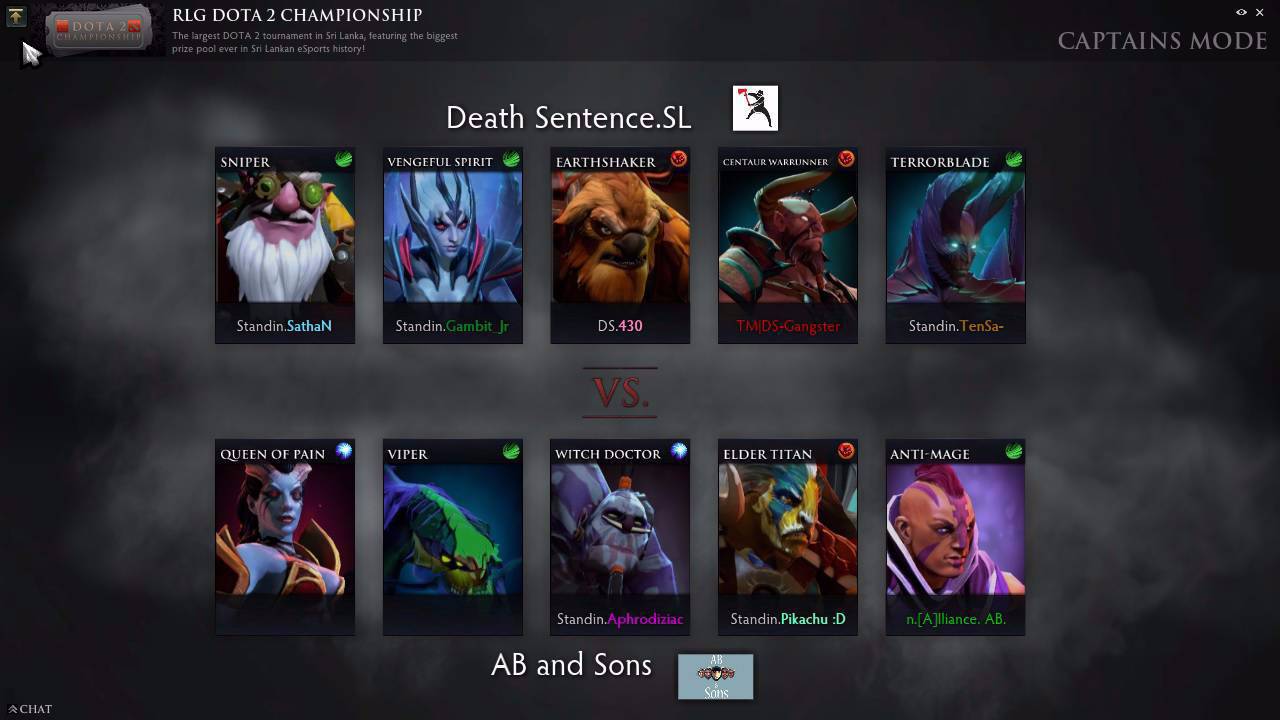 RLG DOTA 2 CHAMPIONSHIP
The largest DOTA 2 tournament in Sri Lanka, featuring the biggest
prize pool ever in Sri Lankan eSports history!
DOTA 2
CHAMPIONSHIP
CAPTAINS MODE
Death Sentence.SL
SNIPER
VENGEFUL SPIRIT
EARTHSHAKER
CENTAUR WARRUNNER
TERRORBLADE
Standin.SathaN
Standin.Gambit_Jr
DS.430
TM|DS-Gangster
Standin.TenSa-
VS.
QUEEN OF PAIN
VIPER
WITCH DOCTOR
ELDER TITAN
ANTI-MAGE
Standin.Aphrodiziac
Standin.Pikachu :D
n.[A]lliance. AB.
AB and Sons
AB
Sons
CHAT